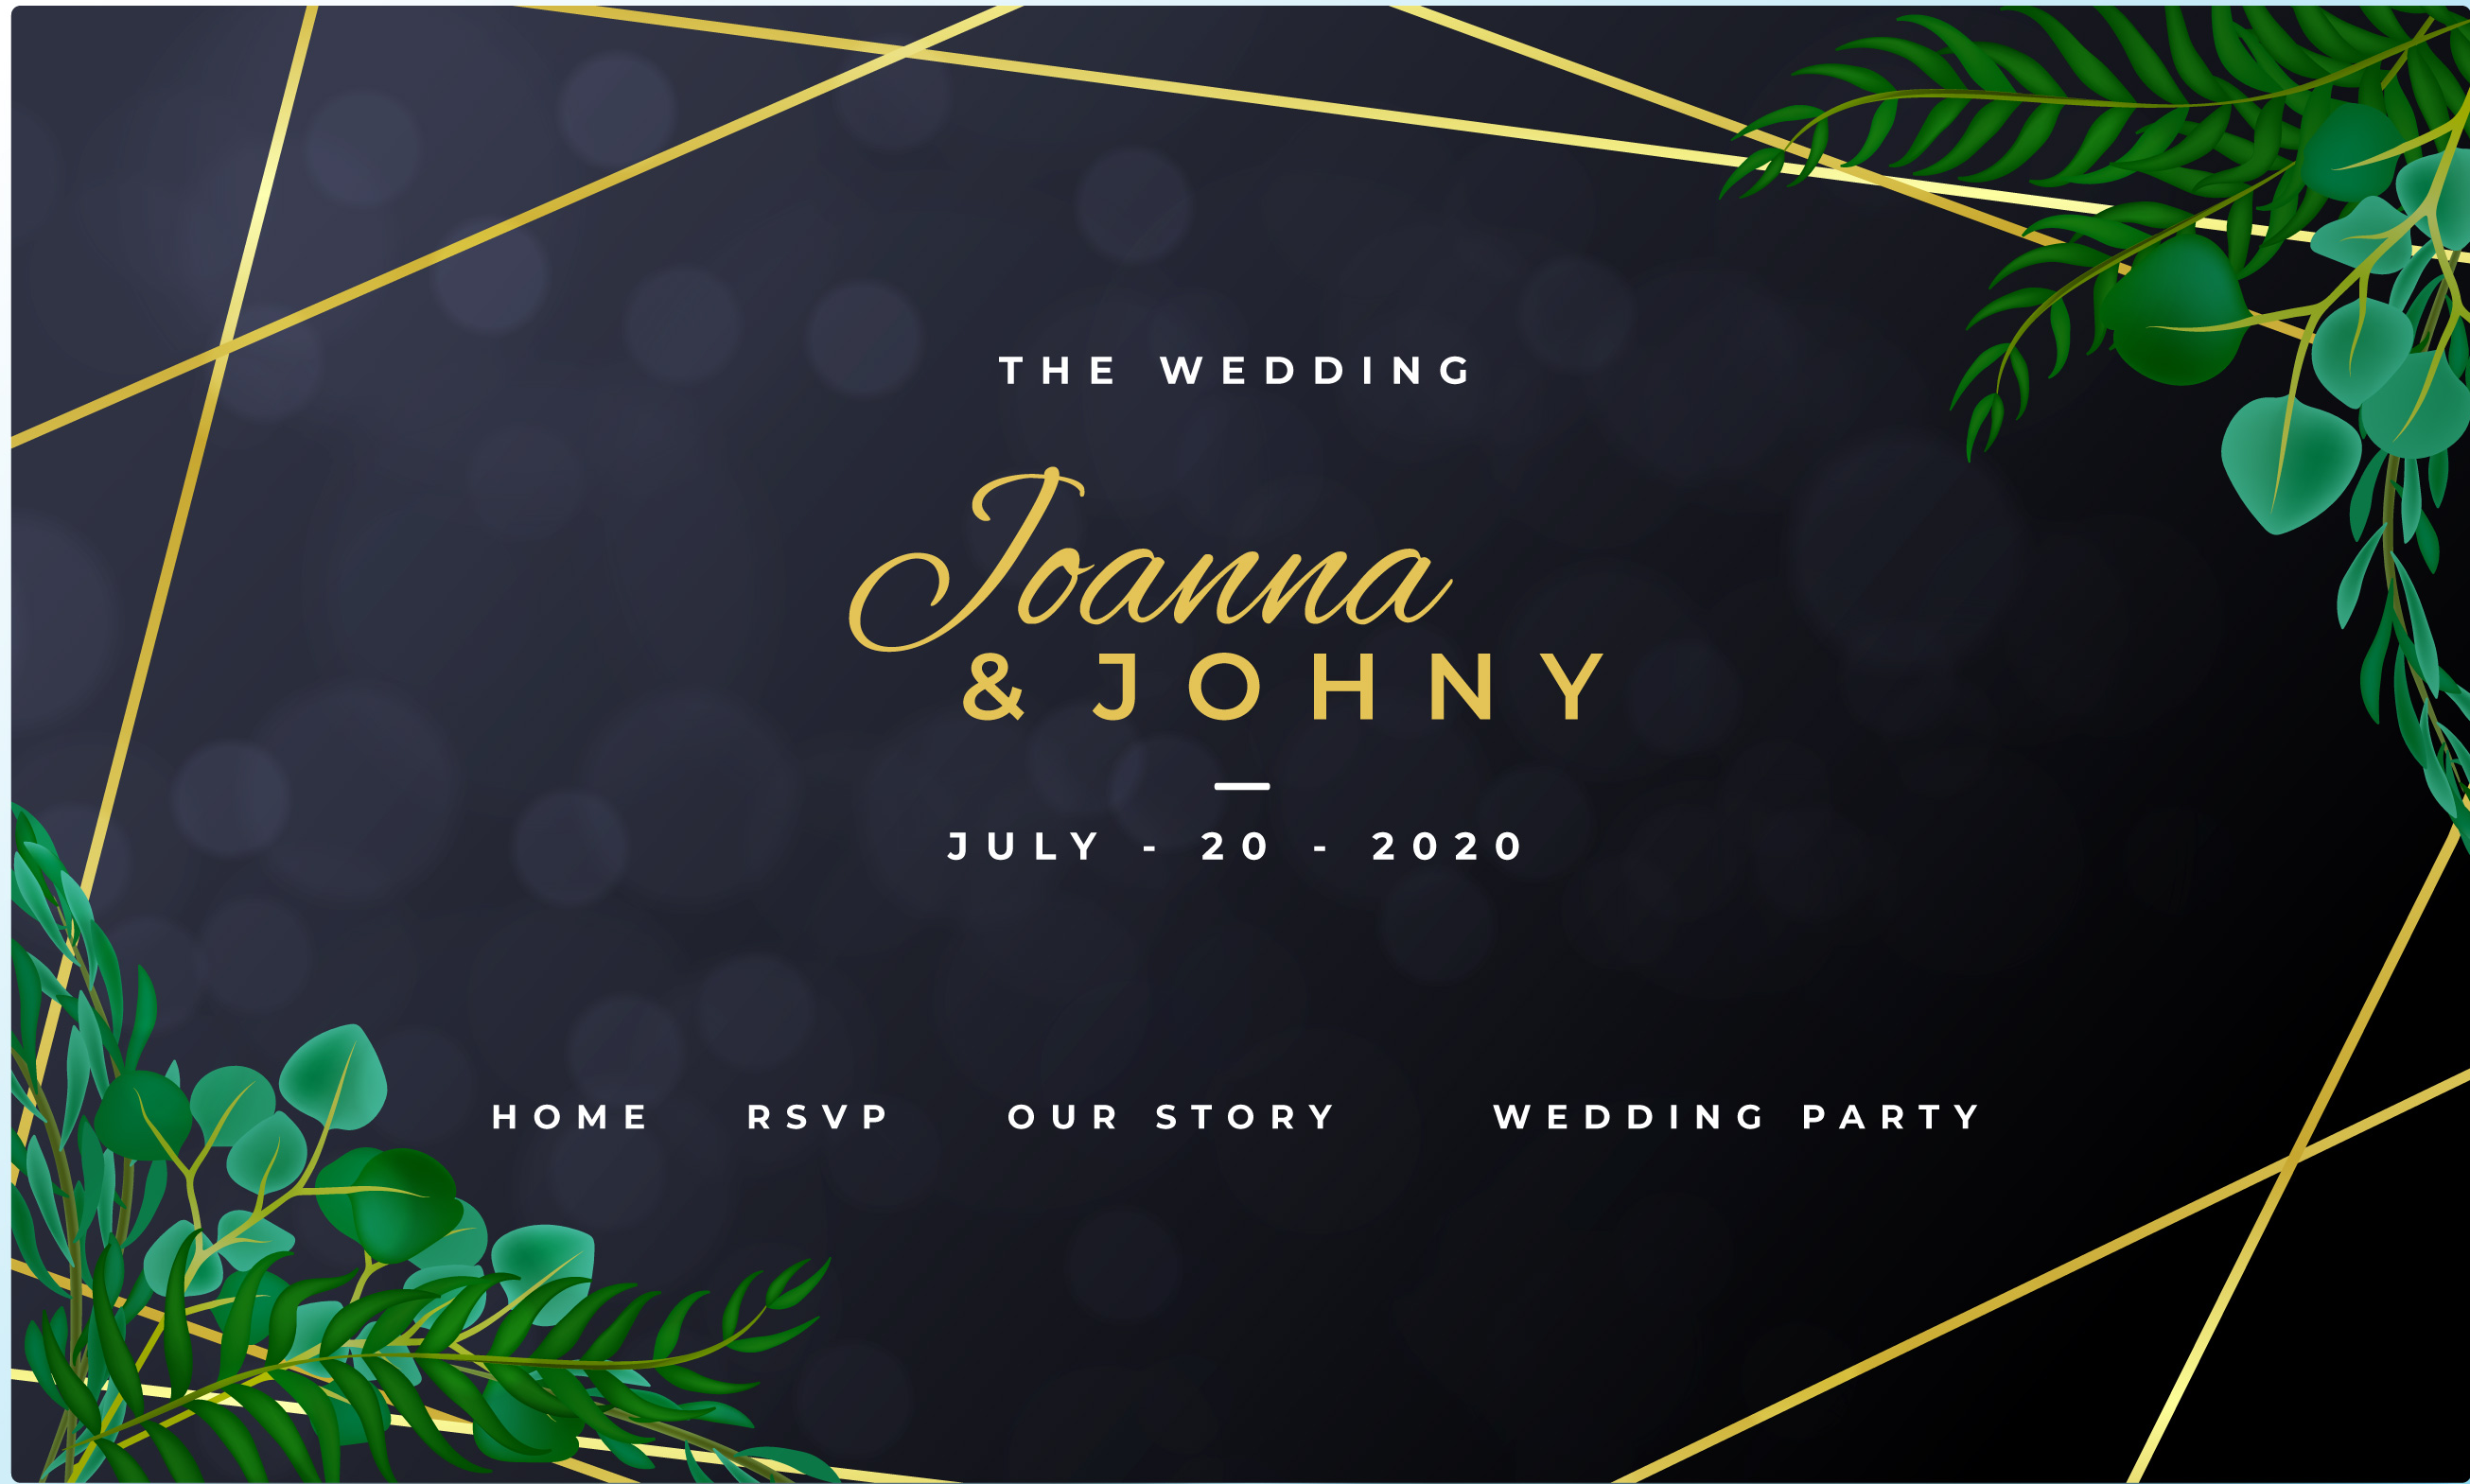 THE WEDDING
Joanna
& JOHNY
JULY - 20 - 2020
HOME RSVP OUR STORY WEDDING PARTY